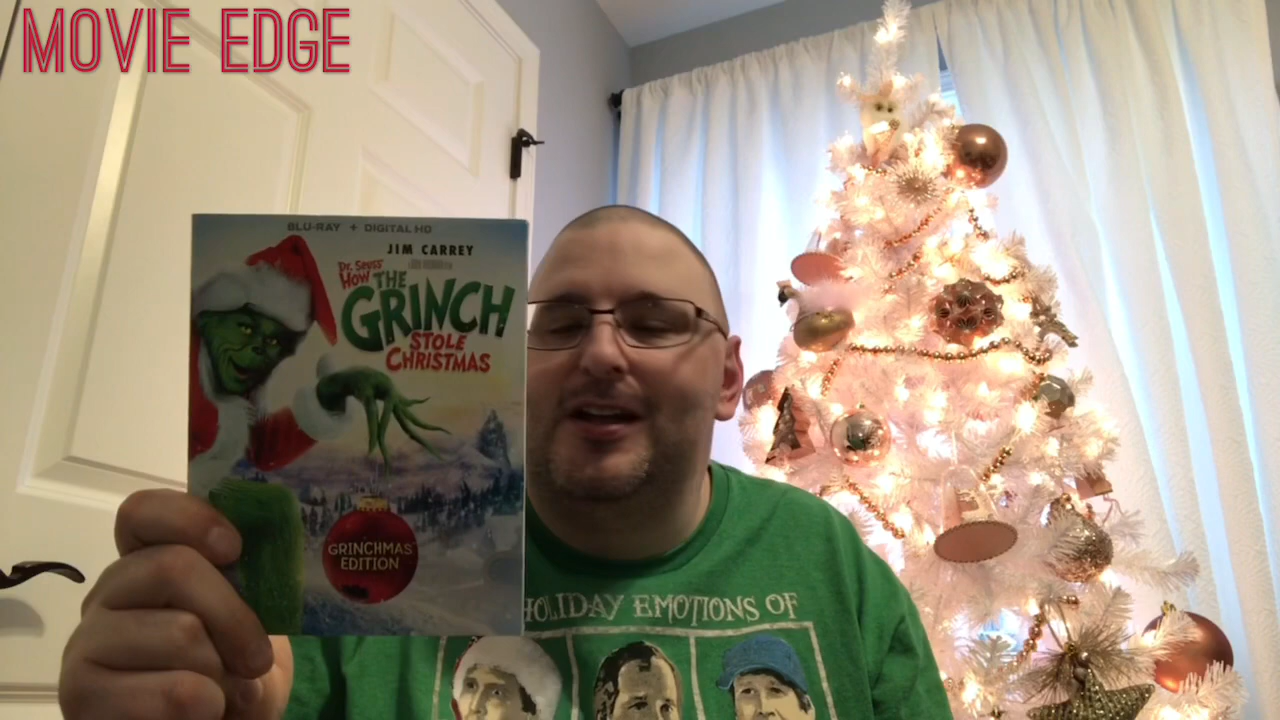 MOVIE EDGE
BLU-RAY + DIGITAL HD
JIM CARREY
Dr. Seuss'
HOW THE
GRINCH
STOLE
CHRISTMAS
GRINCHMAS
EDITION
HOLIDAY EMOTIONS OF